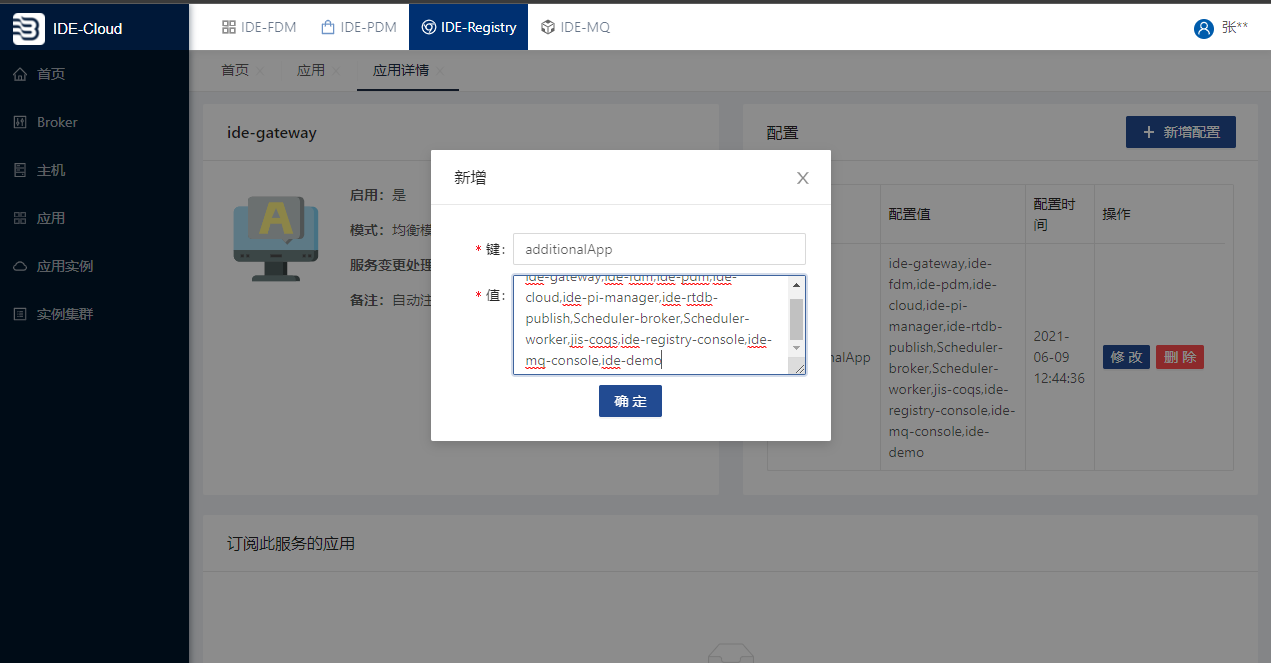 IDE-Cloud
IDE-FDM
IDE-PDM
IDE-Registry
IDE-MQ
张**
首页
Broker
主机
应用
应用实例
实例集群
首页
应用
应用详情
ide-gateway
启用：是
模式：均衡模
服务变更处理
备注：自动注
配置
新增配置
配置值
配置时
间
操作
nalApp
ide-gateway,ide-
fdm,ide-pdm,ide-
cloud,ide-pi-
manager,ide-rtdb-
publish,Scheduler-
broker,Scheduler-
worker,jis-coqs,ide-
registry-console,ide-
mq-console,ide-
demo
2021-
06-09
12:44:36
修 改
删 除
新增
* 键：
additionalApp
* 值：
ide-gateway,ide-fdm,ide-pdm,ide-
cloud,ide-pi-manager,ide-rtdb-
publish,Scheduler-broker,Scheduler-
worker,jis-coqs,ide-registry-console,ide-
mq-console,ide-demo
确 定
订阅此服务的应用